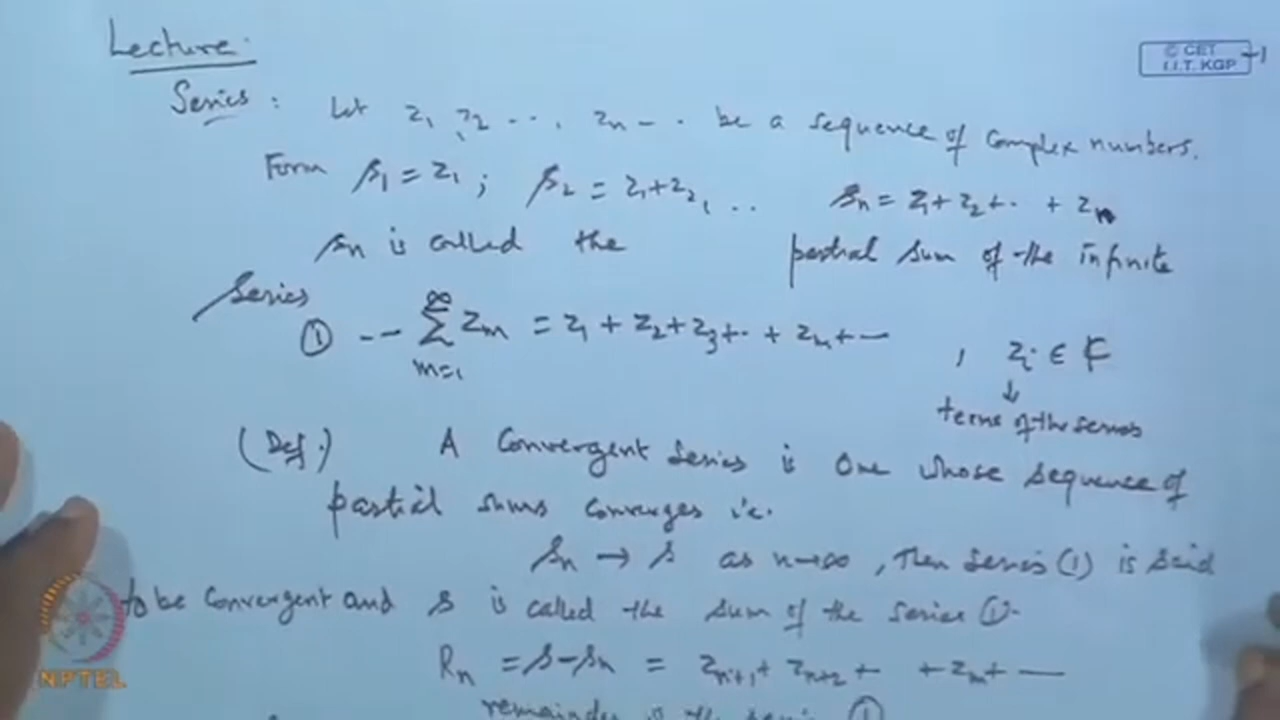 Lecture.
© CET
I.I.T. KGP
Series : Let z₁, z₂ ..., zₙ -.. be a sequence of complex numbers.
Form s₁ = z₁ ; s₂ = z₁+z₂, .. sₙ = z₁ + z₂ +.. + zₙ
sₙ is called the partial sum of the infinite
series
① -- ∑_{m=1}^{∞} zₘ = z₁ + z₂ + z₃ +.. + zₙ + — , zᵢ ∈ ₵
↓
terms of the series
(Def.) A Convergent series is one whose sequence of
partial sums converges i.e.
sₙ → s as n→∞, then series (1) is said
to be convergent and s is called the sum of the series ①.
Rₙ = s-sₙ = zₙ₊₁ + zₙ₊₂ + + zₘ + —
①
NPTEL